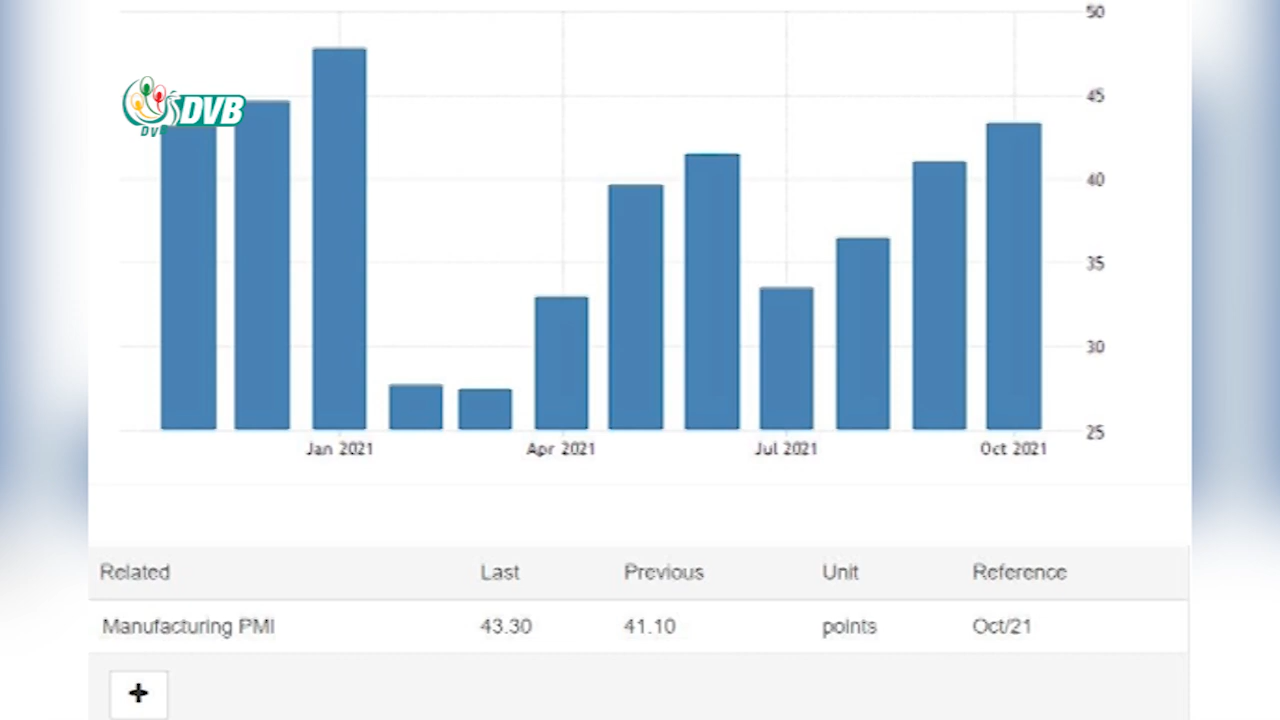 50
DVB
DVB
45
40
35
30
25
Jan 2021 Apr 2021 Jul 2021 Oct 2021
Related Last Previous Unit Reference
Manufacturing PMI 43.30 41.10 points Oct/21
+